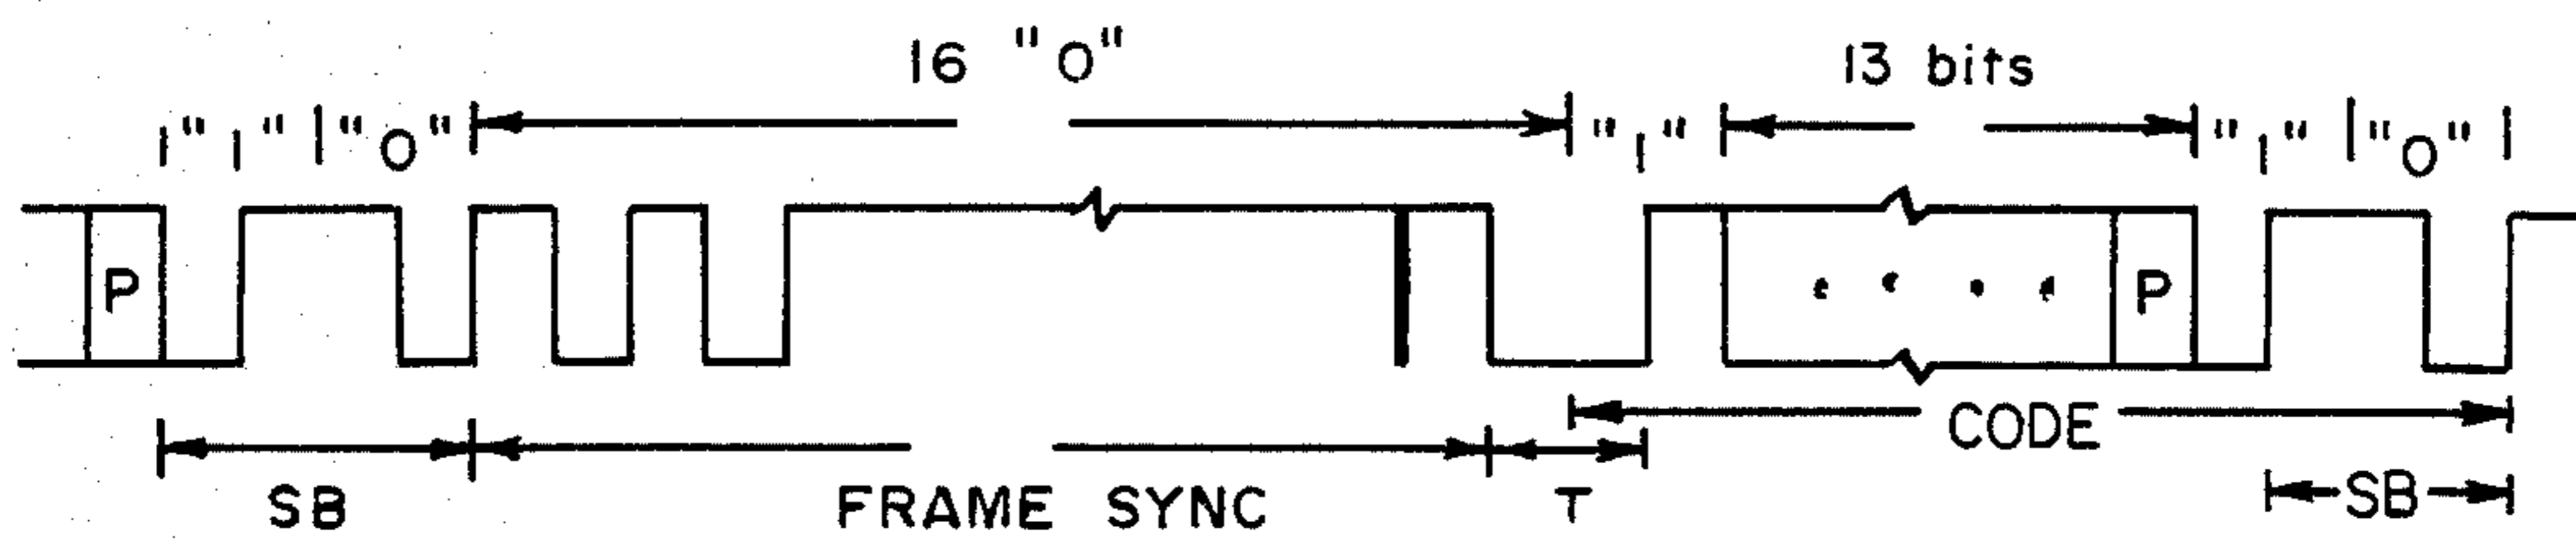 16 "0"
13 bits
"1" "0"
"1"
"1" "0"
P
P
CODE
SB
FRAME SYNC
T
SB